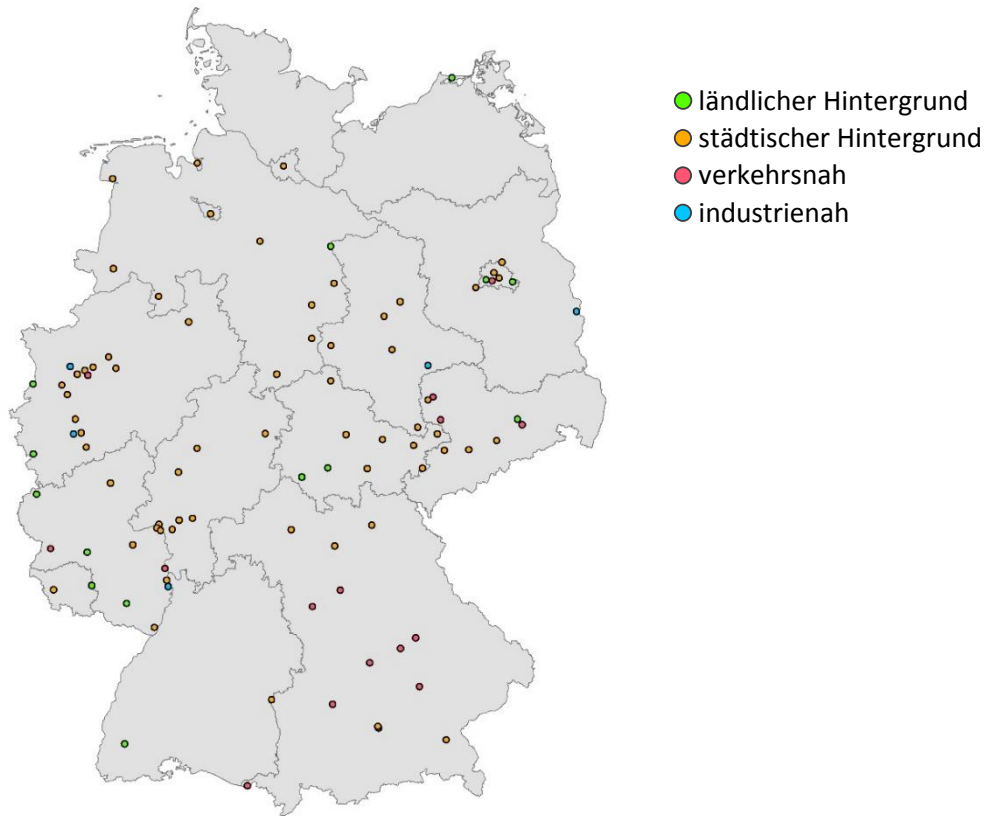 ländlicher Hintergrund
städtischer Hintergrund
verkehrsnah
industrienah